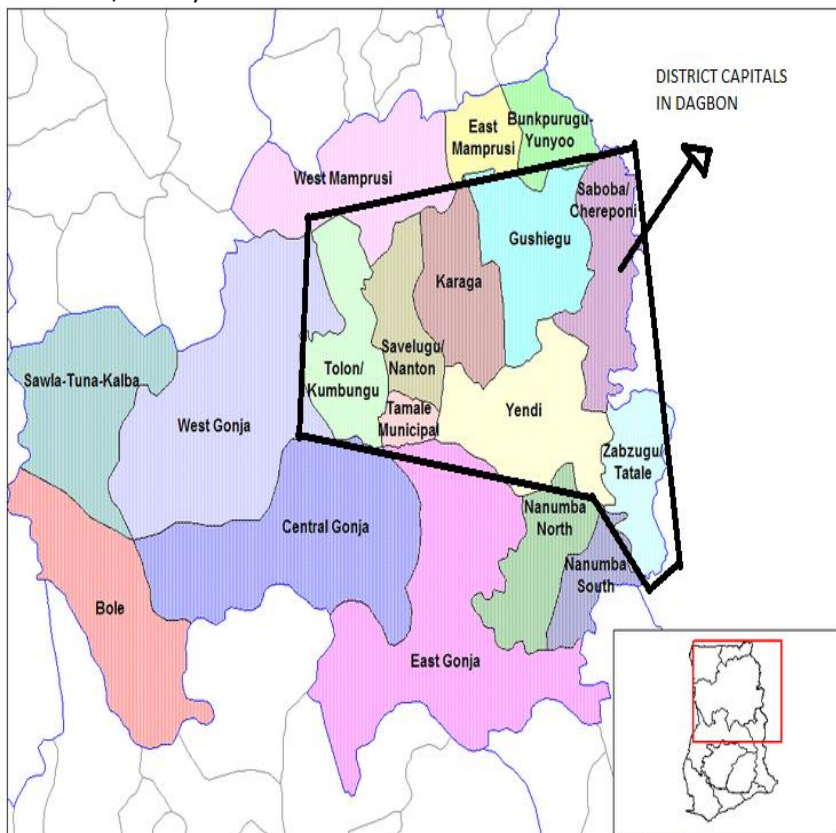 DISTRICT CAPITALS
IN DAGBON
East
Mamprusi
Bunkpurugu-
Yunyoo
West Mamprusi
Saboba/
Chereponi
Gushiegu
Karaga
Savelugu/
Nanton
Tolon/
Kumbungu
Sawla-Tuna-Kalba
West Gonja
Tamale
Municipal
Yendi
Zabzugu/
Tatale
Central Gonja
Nanumba
North
Nanumba
South
Bole
East Gonja